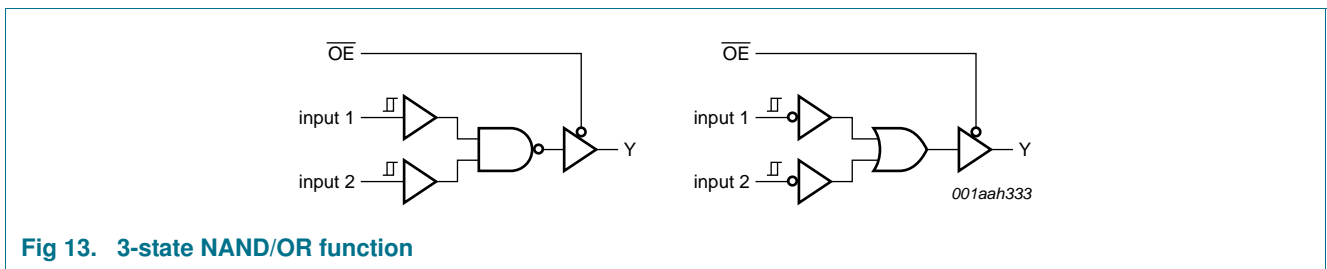 OE OE
input 1 Y input 1 Y
input 2 input 2
001aah333
Fig 13. 3-state NAND/OR function